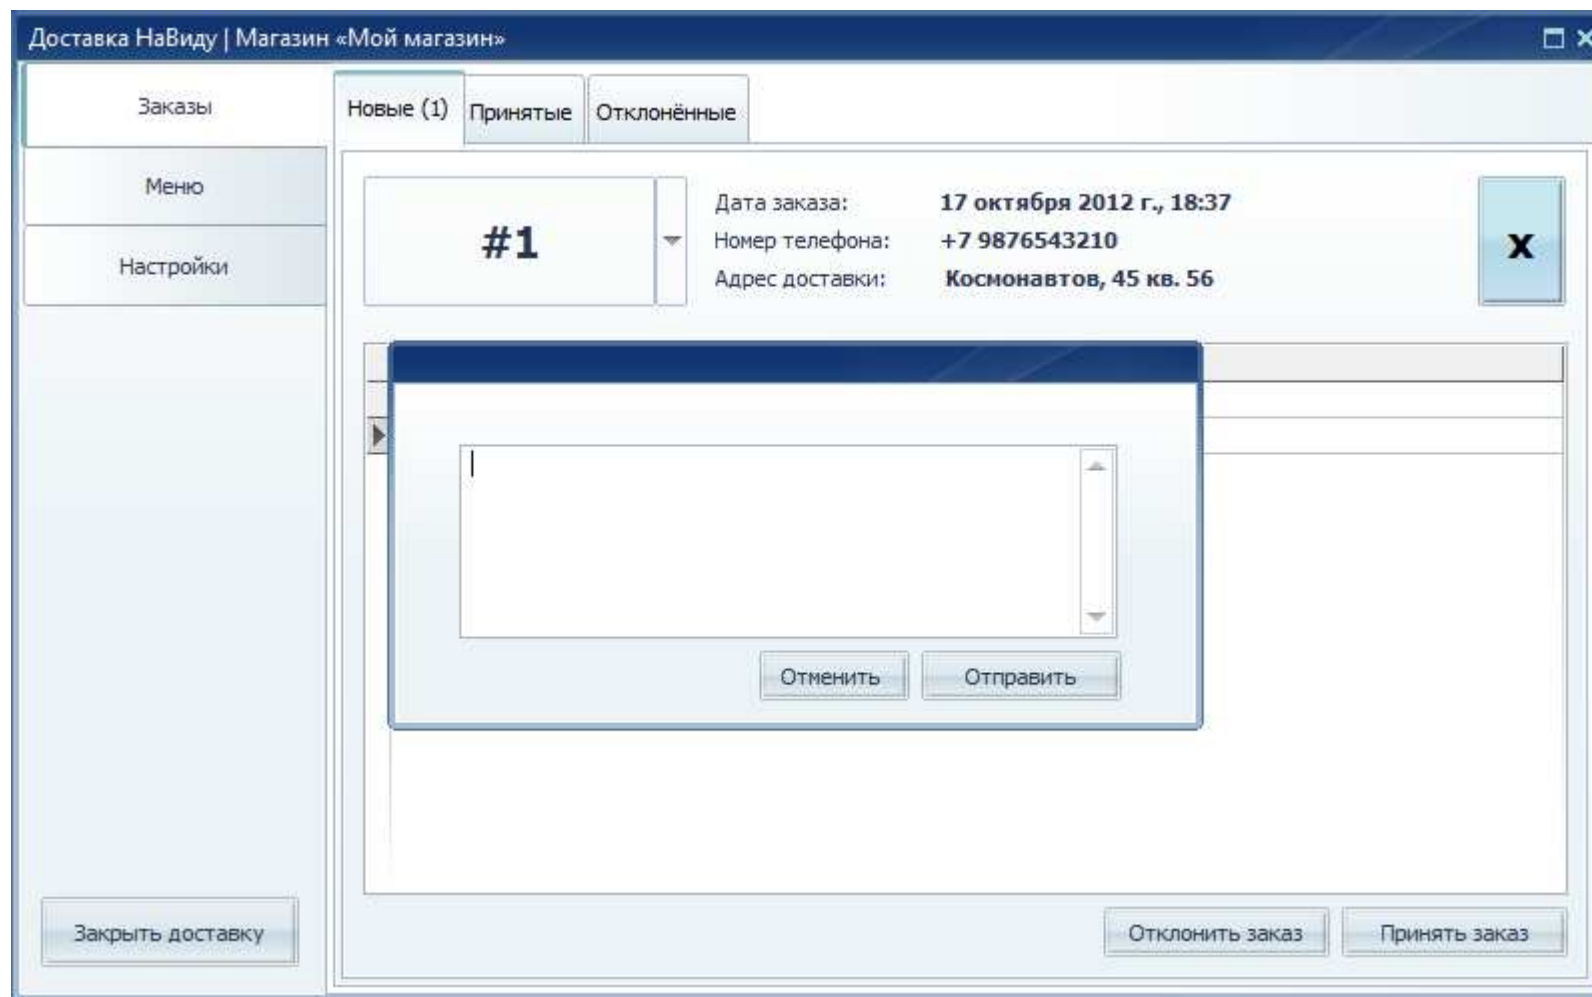 Доставка НаВиду | Магазин «Мой магазин»
Заказы
Меню
Настройки
Новые (1)
Принятые
Отклонённые
#1
Дата заказа: 17 октября 2012 г., 18:37
Номер телефона: +7 9876543210
Адрес доставки: Космонавтов, 45 кв. 56
X
Отменить
Отправить
Закрыть доставку
Отклонить заказ
Принять заказ